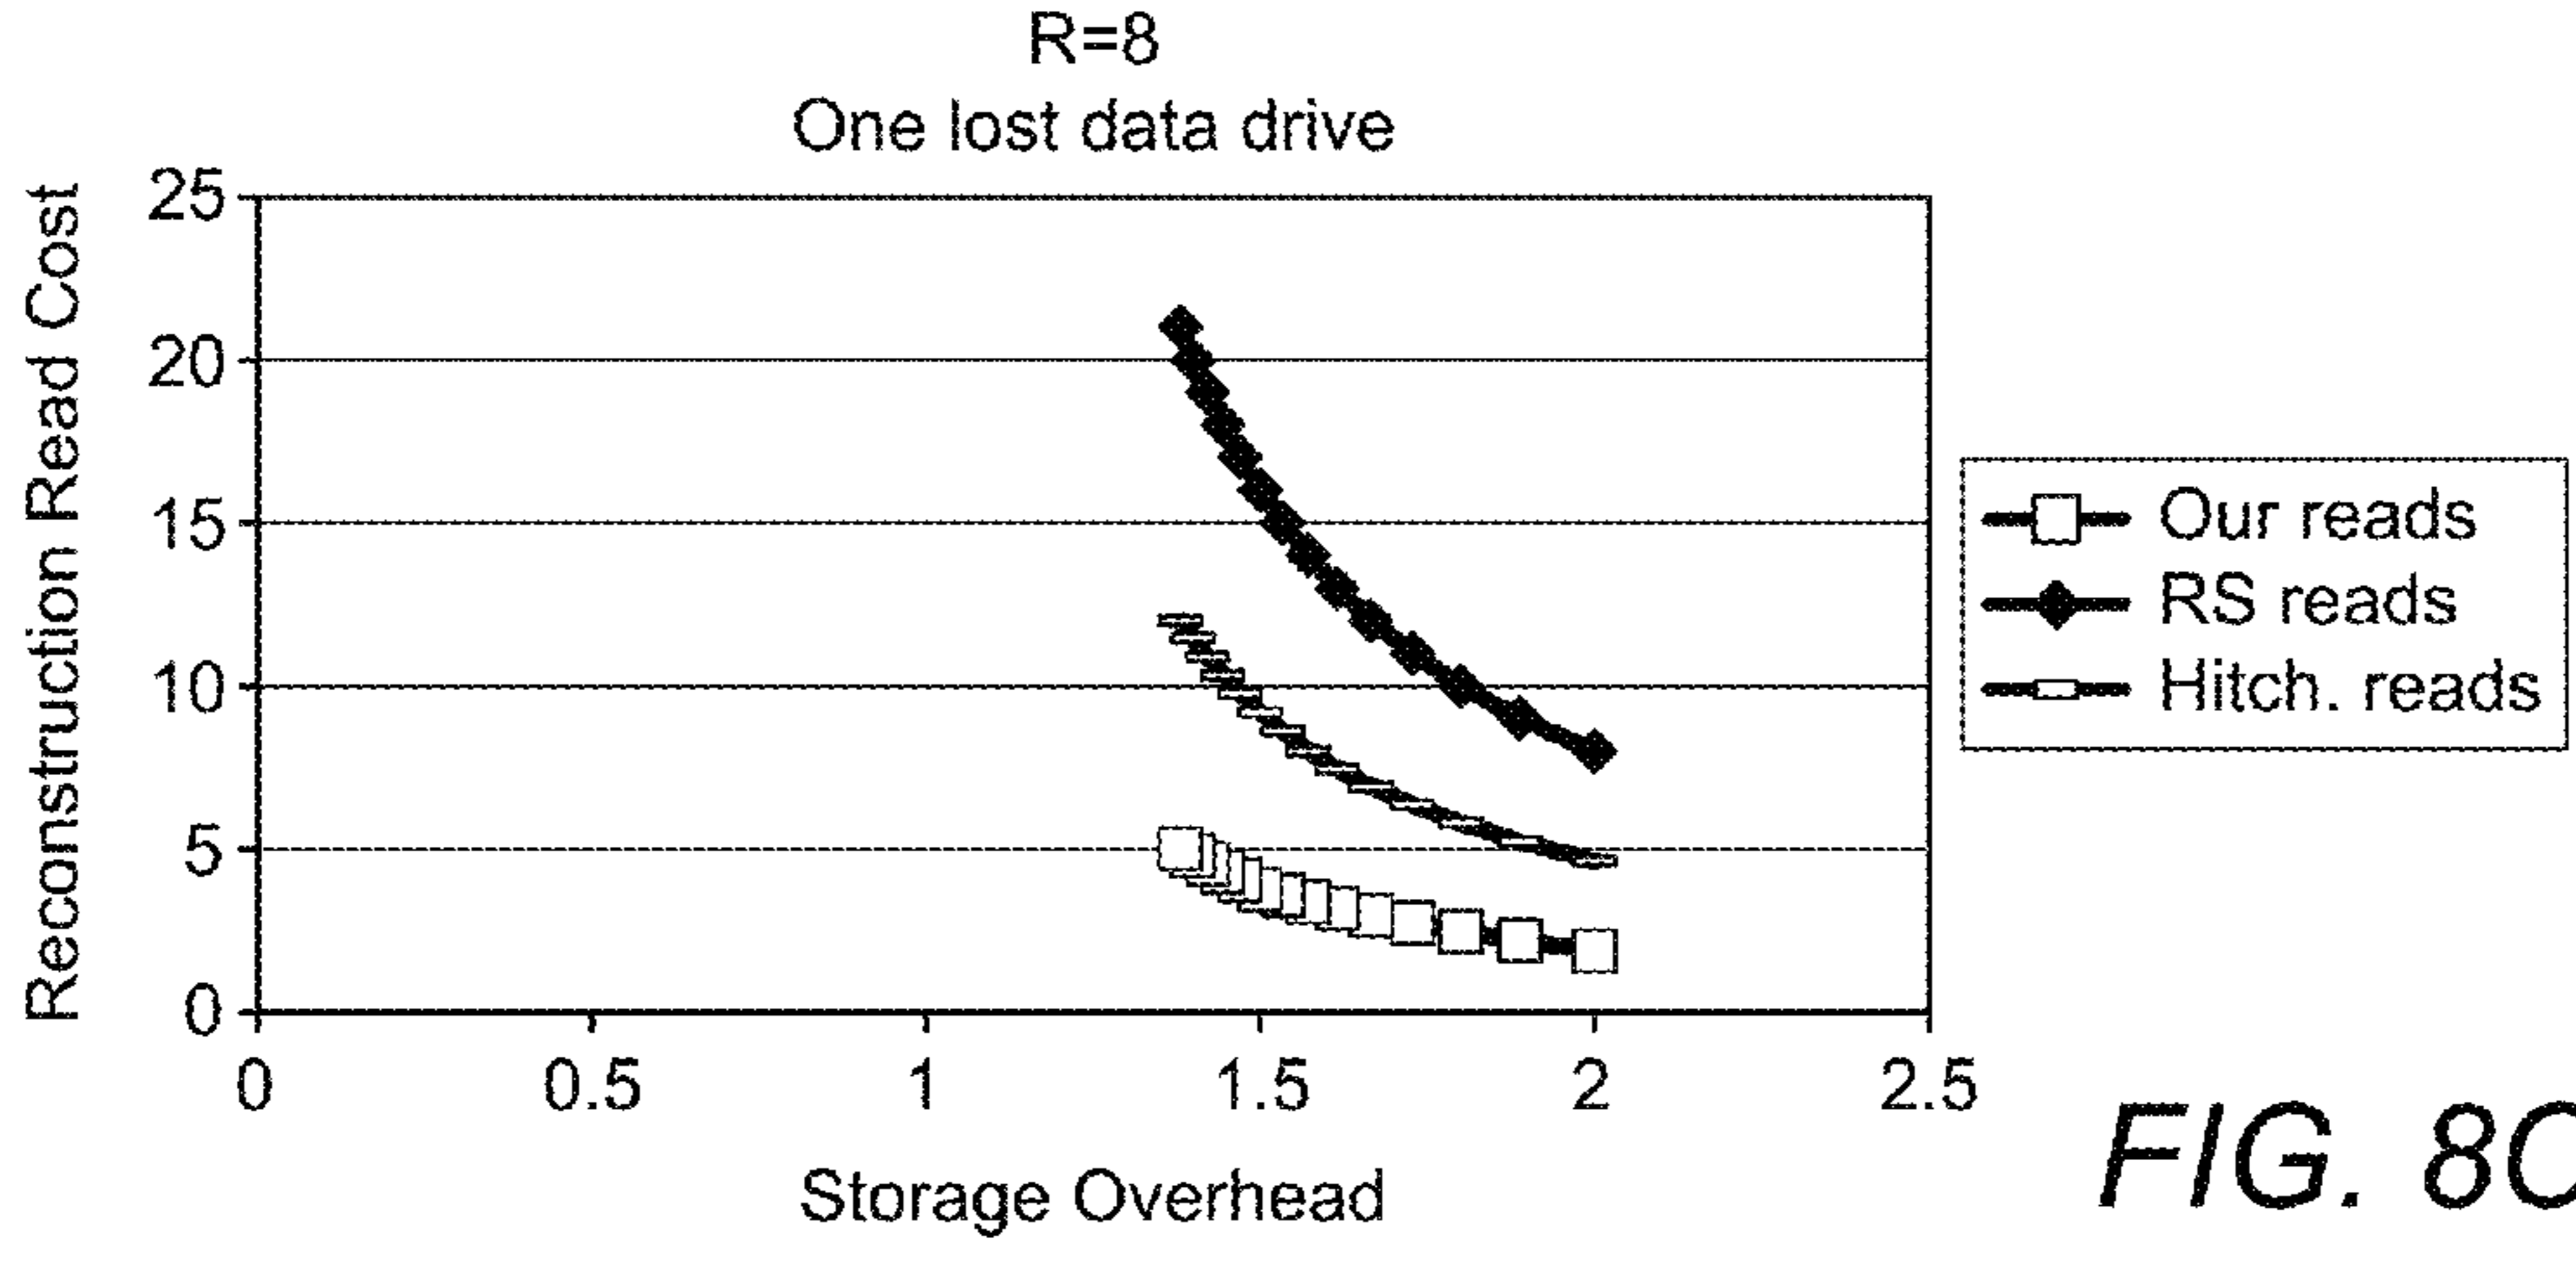 R=8
One lost data drive
Reconstruction Read Cost
25
20
15
10
5
0
0 0.5 1 1.5 2 2.5
Storage Overhead
Our reads
RS reads
Hitch. reads
FIG. 8C